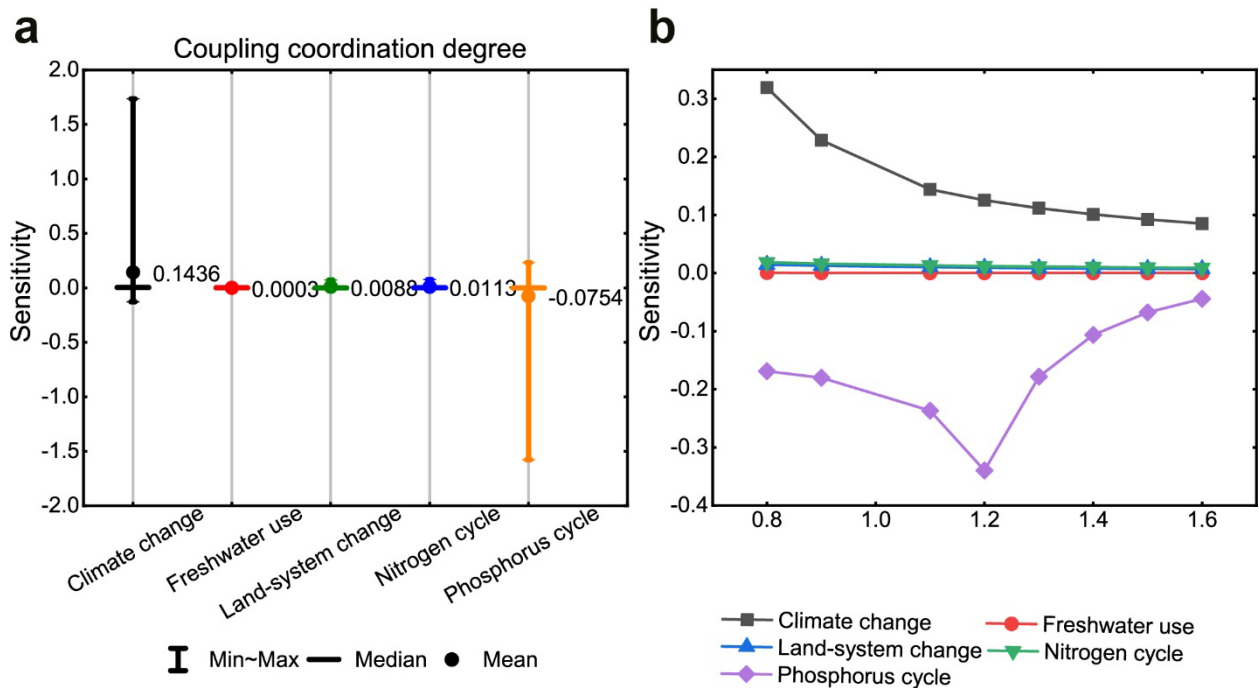 a
Coupling coordination degree
Sensitivity
2.0
1.5
1.0
0.5
0.0
-0.5
-1.0
-1.5
-2.0
0.1436
0.0003
0.0088
0.0113
-0.0754
Climate change
Freshwater use
Land-system change
Nitrogen cycle
Phosphorus cycle
Min~Max Median Mean
b
Sensitivity
0.3
0.2
0.1
0.0
-0.1
-0.2
-0.3
-0.4
0.8 1.0 1.2 1.4 1.6
Climate change Freshwater use
Land-system change Nitrogen cycle
Phosphorus cycle